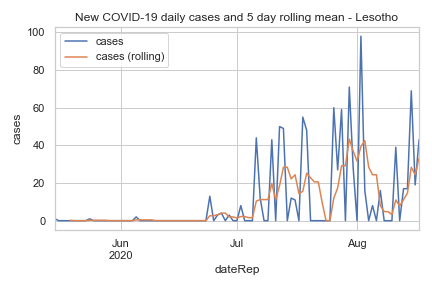 New COVID-19 daily cases and 5 day rolling mean - Lesotho
cases
cases (rolling)
100
80
60
40
20
0
cases
Jun
2020
Jul
Aug
dateRep